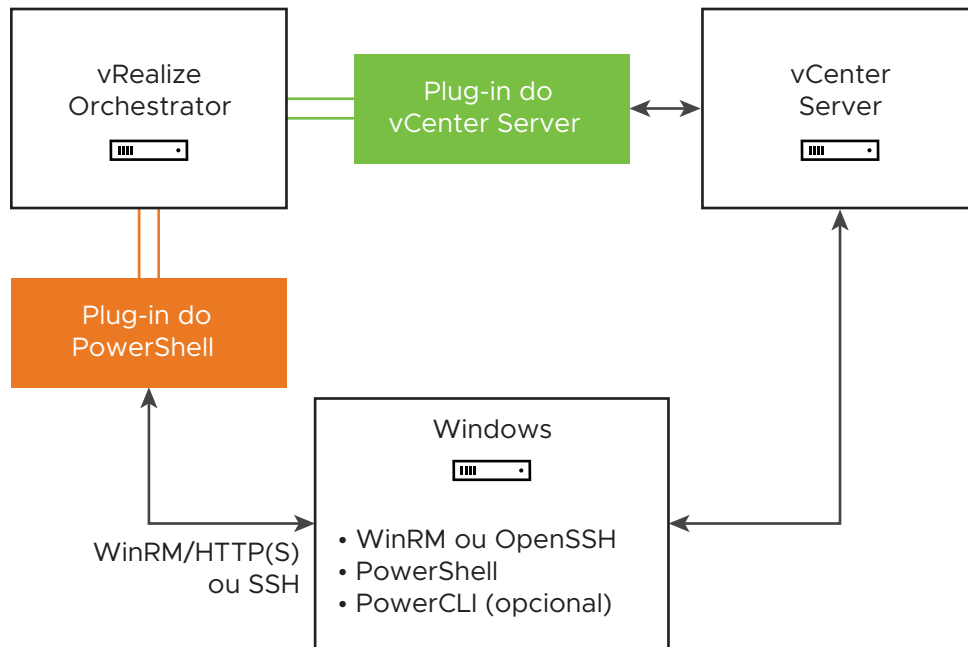 vRealize
Orchestrator
Plug-in do
vCenter Server
vCenter
Server
Plug-in do
PowerShell
Windows
• WinRM ou OpenSSH
• PowerShell
• PowerCLI (opcional)
WinRM/HTTP(S)
ou SSH